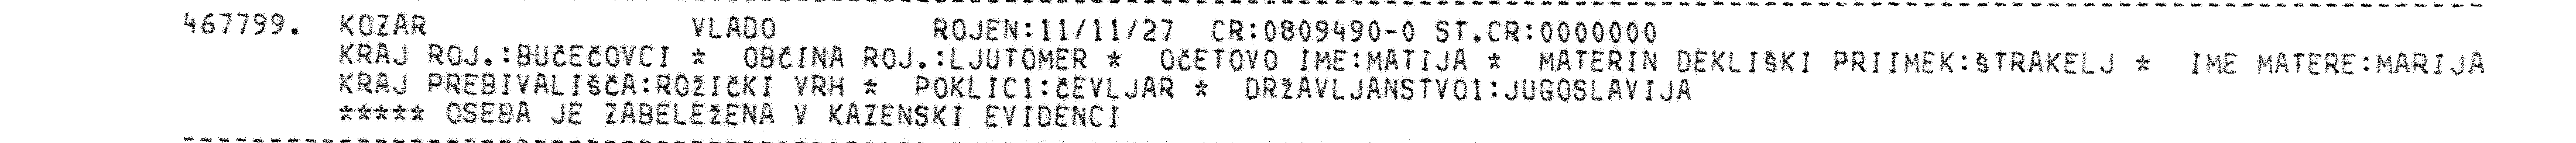 467799. KOZAR VLADO ROJEN:11/11/27 CR:0809490-0 ST.CR:0000000
KRAJ ROJ.:BUČEČOVCI * OBČINA ROJ.:LJUTOMER * OČETOVO IME:MATIJA * MATERIN DEKLIŠKI PRIIMEK:ŠTRAKELJ * IME MATERE:MARIJA
KRAJ PREBIVALIŠČA:ROŽIČKI VRH * POKLIC1:ČEVLJAR * DRŽAVLJANSTVO1:JUGOSLAVIJA
***** OSEBA JE ZABELEŽENA V KAZENSKI EVIDENCI